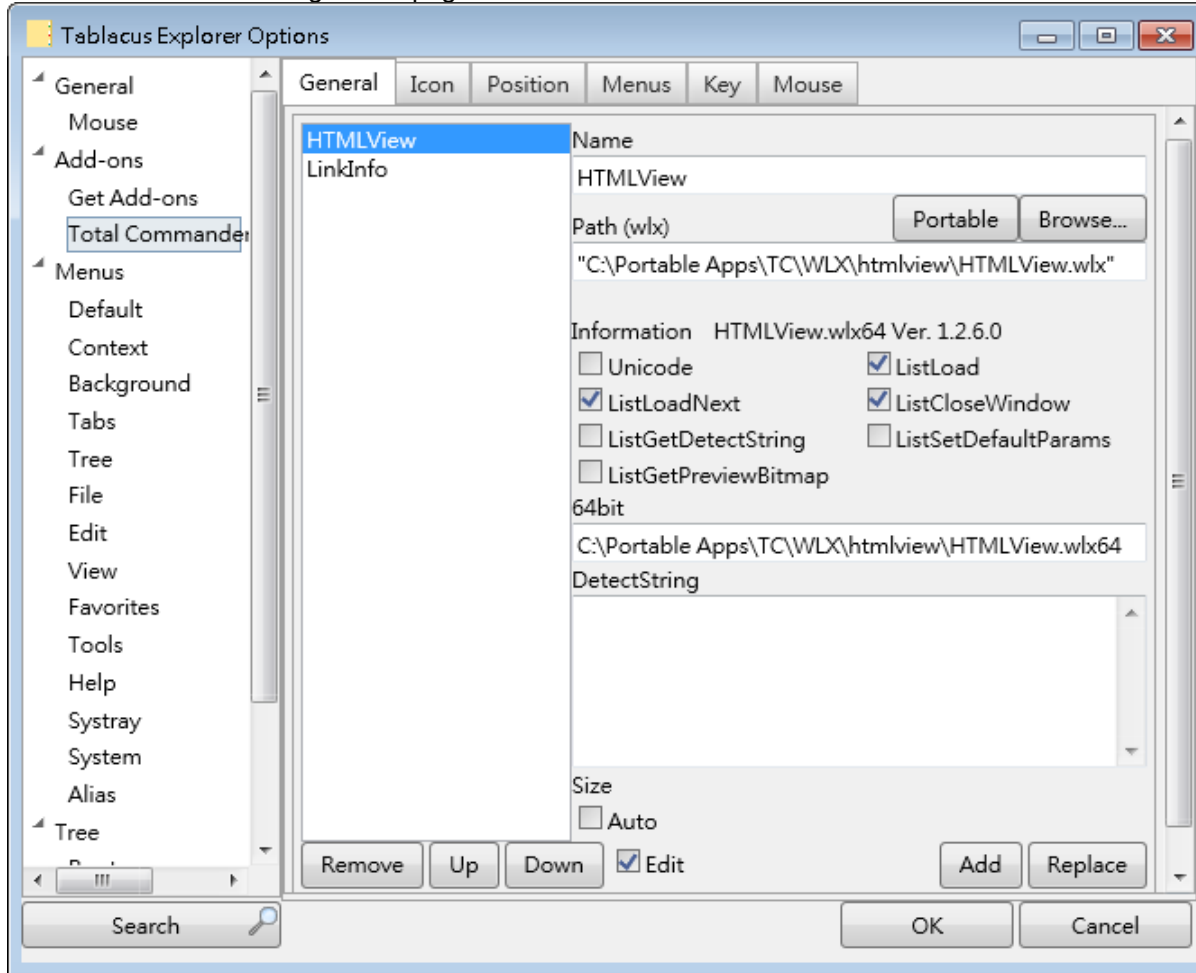 Tablacus Explorer Options
General
Mouse
Add-ons
Get Add-ons
Total Commander
Menus
Default
Context
Background
Tabs
Tree
File
Edit
View
Favorites
Tools
Help
Systray
System
Alias
Tree
Search
General Icon Position Menus Key Mouse
HTMLView
LinkInfo
Name
HTMLView
Path (wlx) Portable Browse...
"C:\Portable Apps\TC\WLX\htmlview\HTMLView.wlx"
Information HTMLView.wlx64 Ver. 1.2.6.0
Unicode ListLoad
ListLoadNext ListCloseWindow
ListGetDetectString ListSetDefaultParams
ListGetPreviewBitmap
64bit
C:\Portable Apps\TC\WLX\htmlview\HTMLView.wlx64
DetectString
Size
Auto
Remove Up Down Edit Add Replace
OK Cancel